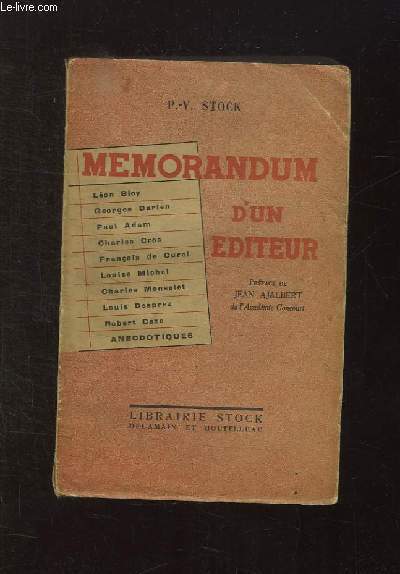 le-livre.com
P.-V. STOCK
MEMORANDUM
D'UN
EDITEUR
Léon Bloy
Georges Darien
Paul Adam
Charles Cros
François de Curel
Louise Michel
Charles Monselet
Louis Desprez
Robert Caze
ANECDOTIQUES
Préface de
JEAN AJALBERT
de l'Académie Goncourt
LIBRAIRIE STOCK
DELAMAIN ET BOUTELLEAU